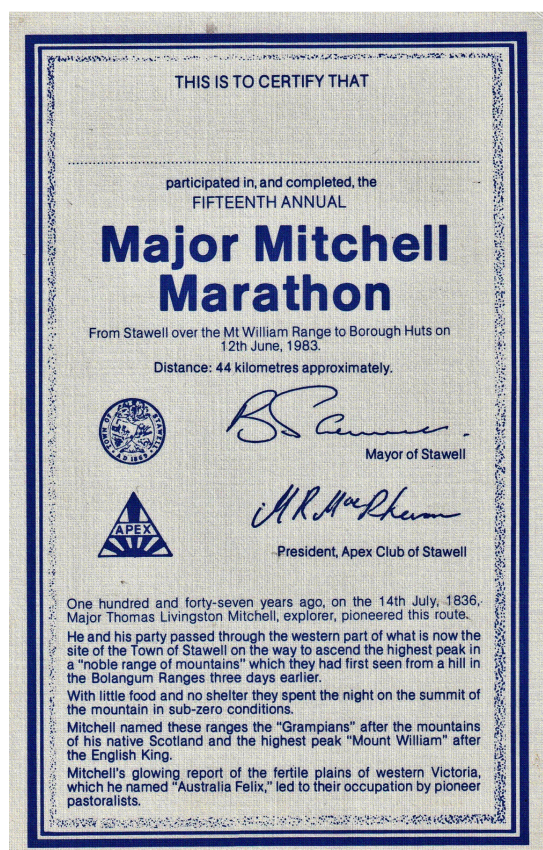 THIS IS TO CERTIFY THAT
participated in, and completed, the
FIFTEENTH ANNUAL
Major Mitchell
Marathon
From Stawell over the Mt William Range to Borough Huts on
12th June, 1983.
Distance: 44 kilometres approximately.
Mayor of Stawell
APEX
M R MacPherson
President, Apex Club of Stawell
One hundred and forty-seven years ago, on the 14th July, 1836,
Major Thomas Livingston Mitchell, explorer, pioneered this route.
He and his party passed through the western part of what is now the
site of the Town of Stawell on the way to ascend the highest peak in
a “noble range of mountains” which they had first seen from a hill in
the Bolangum Ranges three days earlier.
With little food and no shelter they spent the night on the summit of
the mountain in sub-zero conditions.
Mitchell named these ranges the “Grampians” after the mountains
of his native Scotland and the highest peak “Mount William” after
the English King.
Mitchell's glowing report of the fertile plains of western Victoria,
which he named “Australia Felix,” led to their occupation by pioneer
pastoralists.